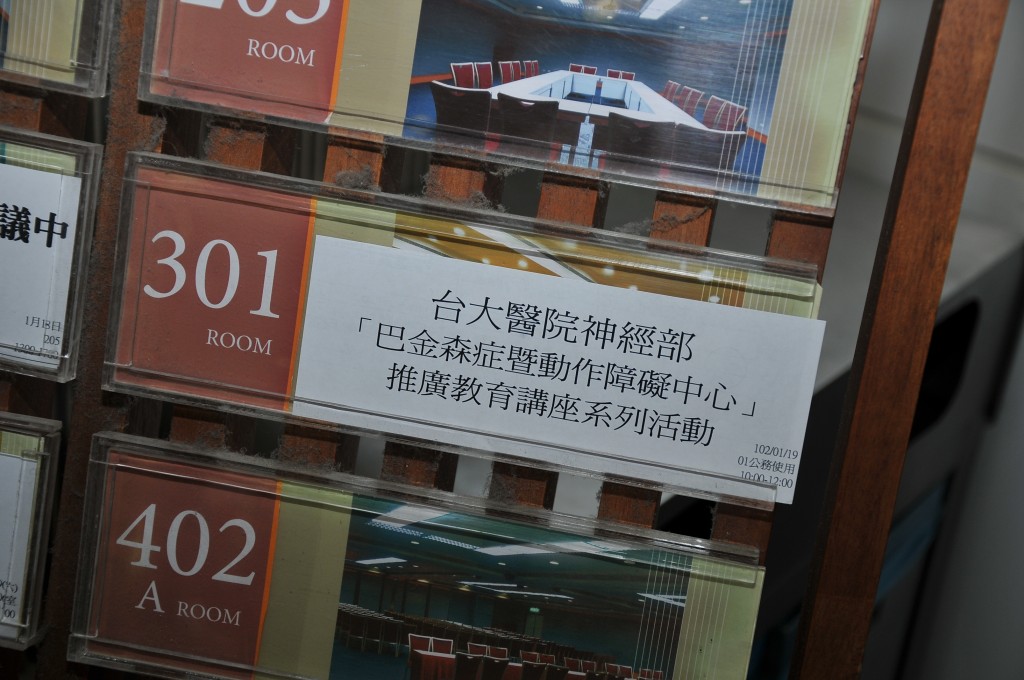 203
ROOM
議中
1月18日
205
301
ROOM
台大醫院神經部
「巴金森症暨動作障礙中心」
推廣教育講座系列活動
102/01/19
01公務使用
10:00-12:00
402
A ROOM